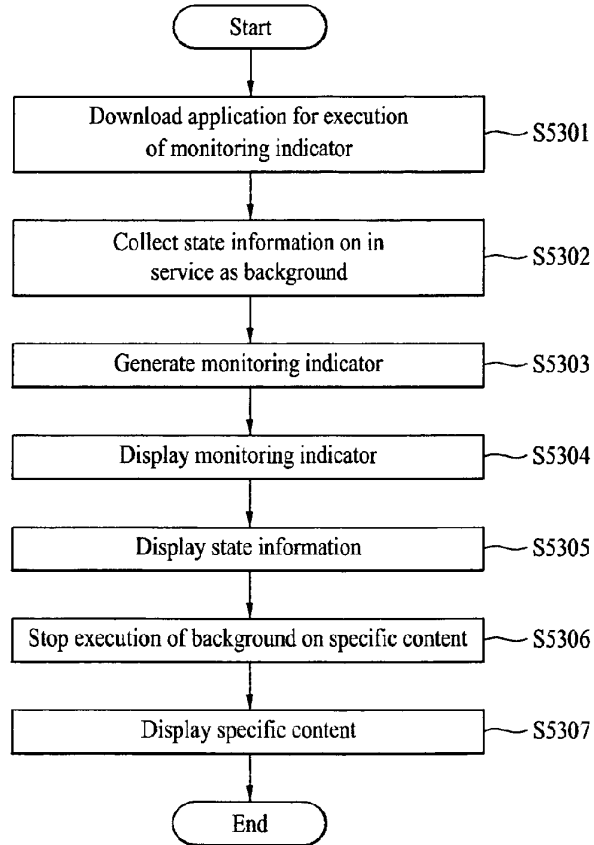 Start
Download application for execution
of monitoring indicator
S5301
Collect state information on in
service as background
S5302
Generate monitoring indicator
S5303
Display monitoring indicator
S5304
Display state information
S5305
Stop execution of background on specific content
S5306
Display specific content
S5307
End